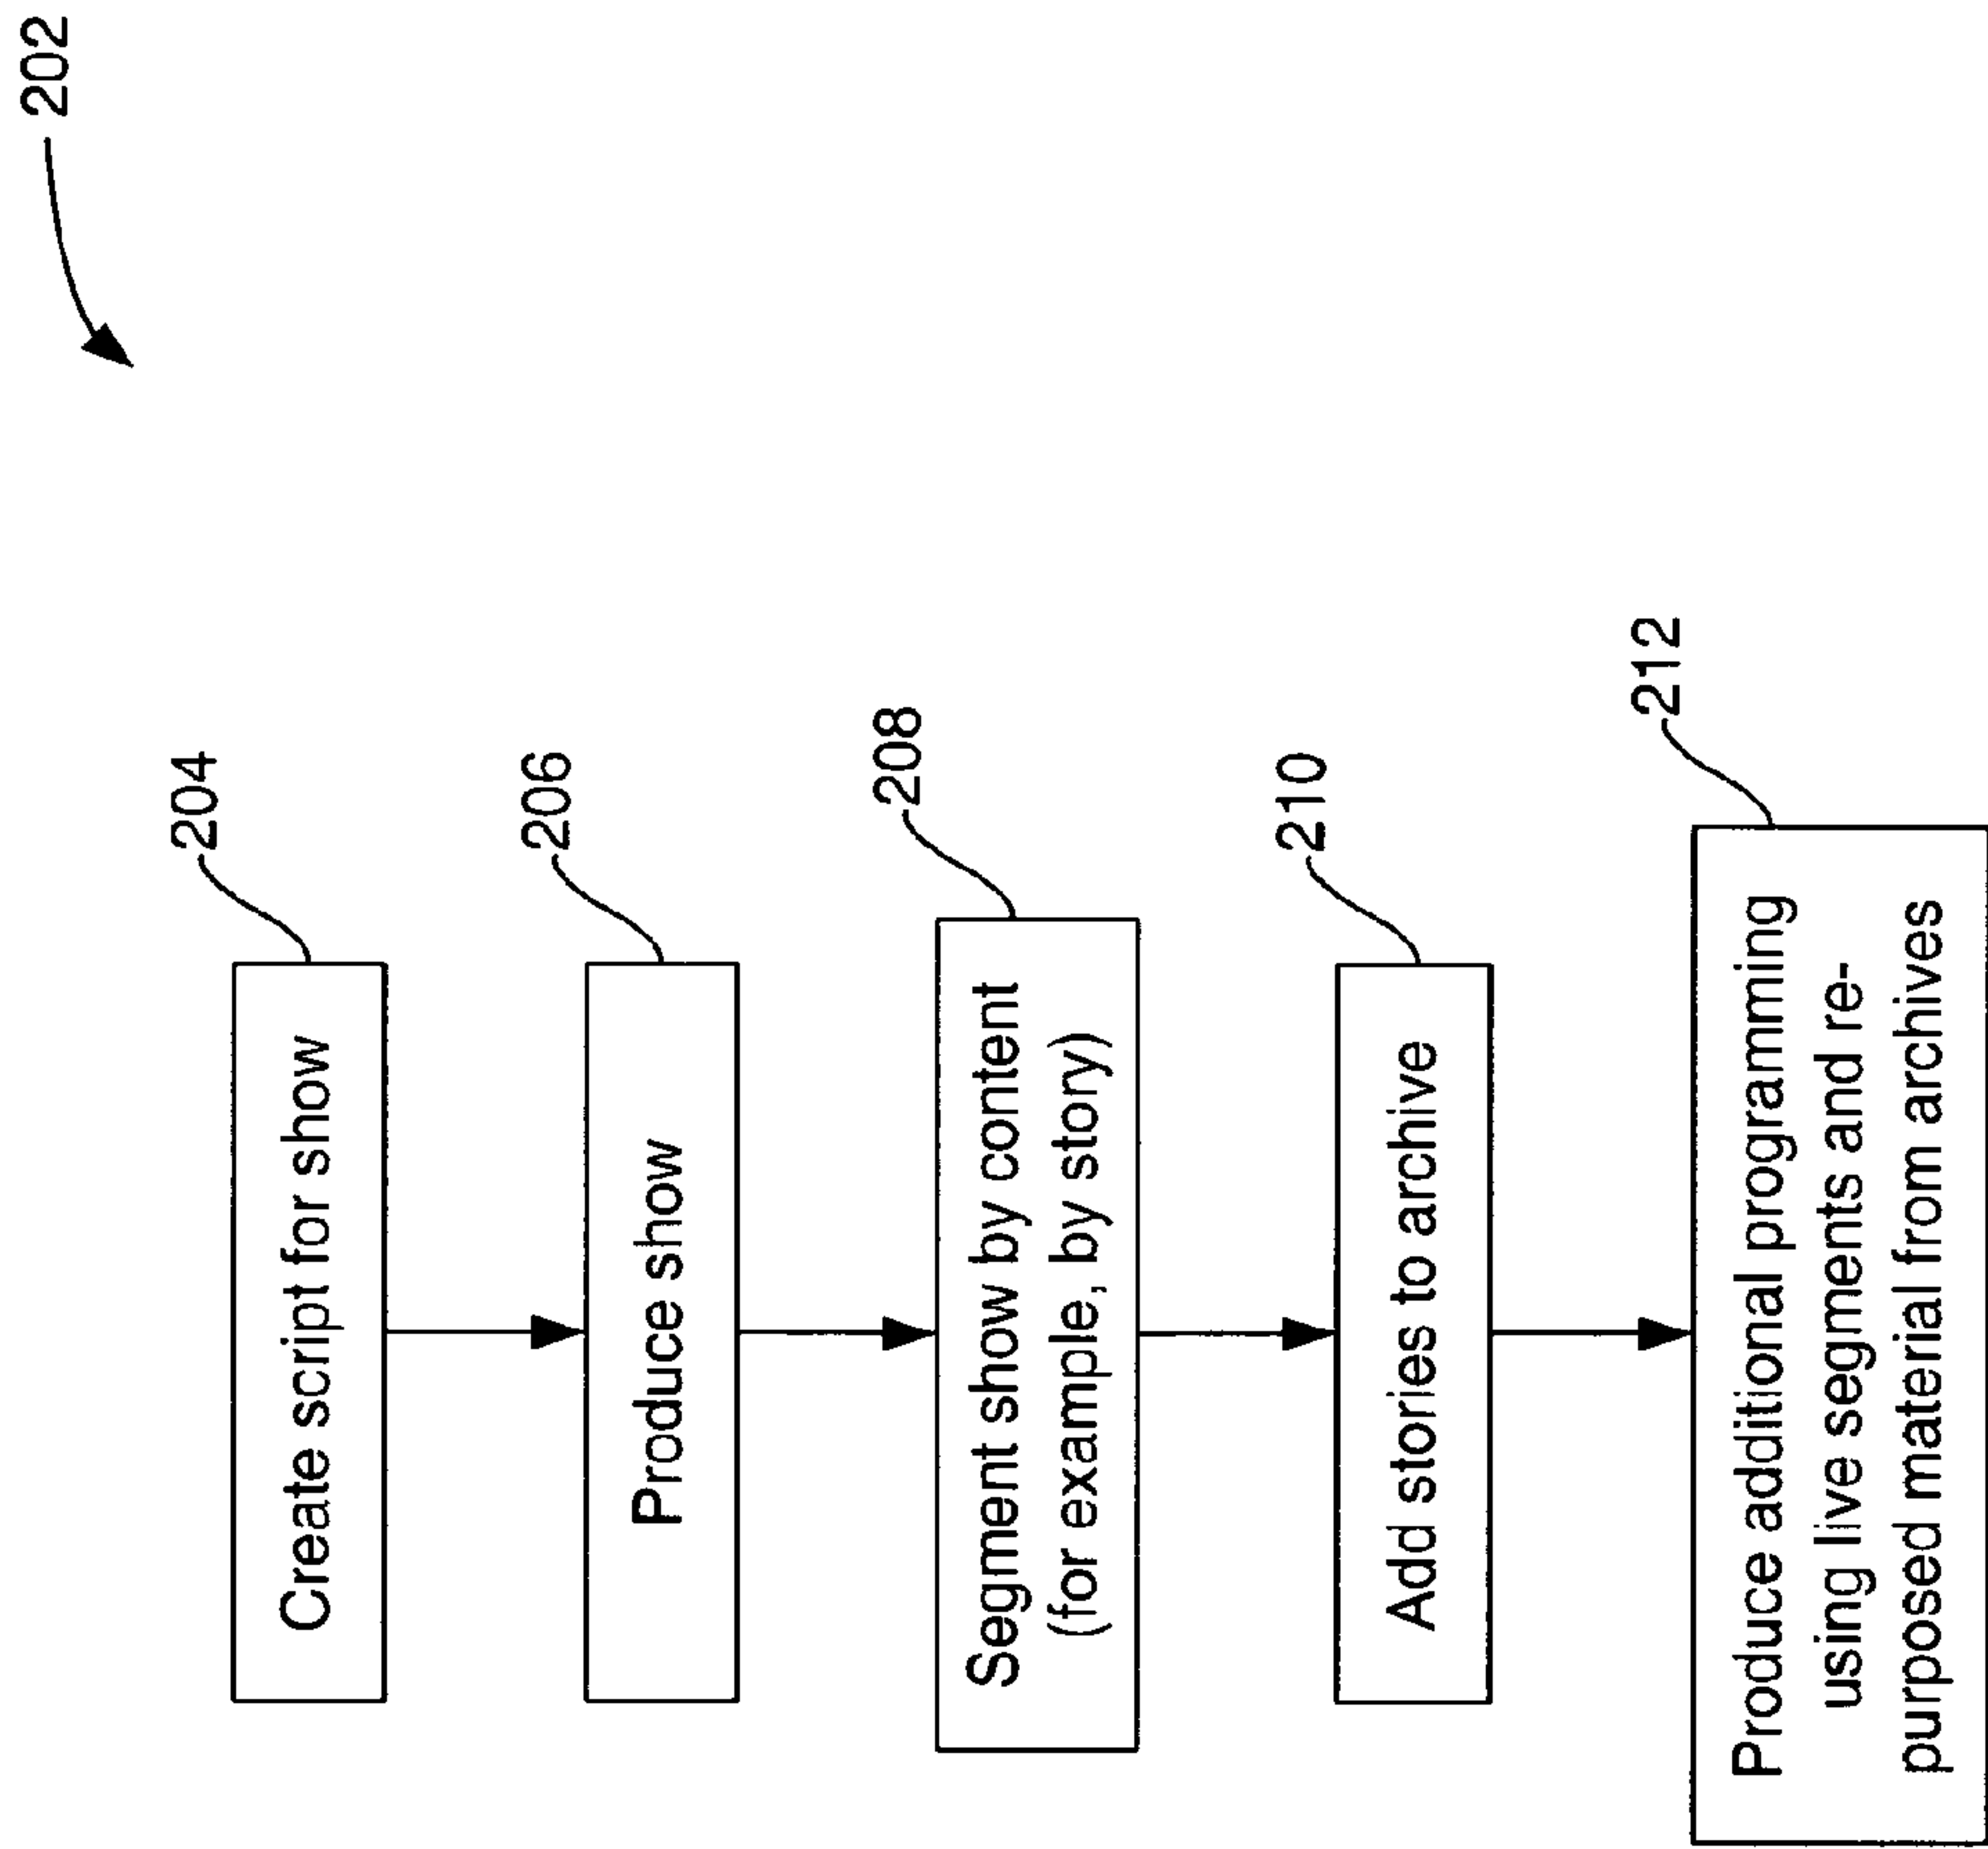 202
204
Create script for show
206
Produce show
208
Segment show by content
(for example, by story)
210
Add stories to archive
212
Produce additional programming
using live segments and re-
purposed material from archives